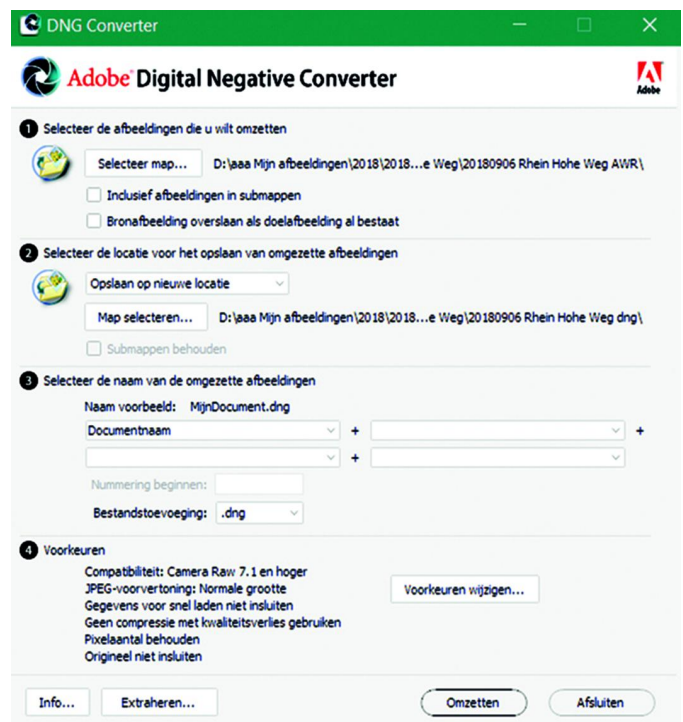 DNG Converter
Adobe Digital Negative Converter
Adobe
1 Selecteer de afbeeldingen die u wilt omzetten
Selecteer map... D:\aaa Mijn afbeeldingen\2018\2018...e Weg\20180906 Rhein Hohe Weg AWR\
Inclusief afbeeldingen in submappen
Bronafbeelding overslaan als doelafbeelding al bestaat
2 Selecteer de locatie voor het opslaan van omgezette afbeeldingen
Opslaan op nieuwe locatie
Map selecteren... D:\aaa Mijn afbeeldingen\2018\2018...e Weg\20180906 Rhein Hohe Weg dng\
Submappen behouden
3 Selecteer de naam van de omgezette afbeeldingen
Naam voorbeeld: MijnDocument.dng
Documentnaam + +
+
Nummering beginnen:
Bestandstoevoeging: .dng
4 Voorkeuren
Compatibiliteit: Camera Raw 7.1 en hoger
JPEG-voorvertoning: Normale grootte
Voorkeuren wijzigen...
Gegevens voor snel laden niet insluiten
Geen compressie met kwaliteitsverlies gebruiken
Pixelaantal behouden
Origineel niet insluiten
Info... Extraheren... Omzetten Afsluiten